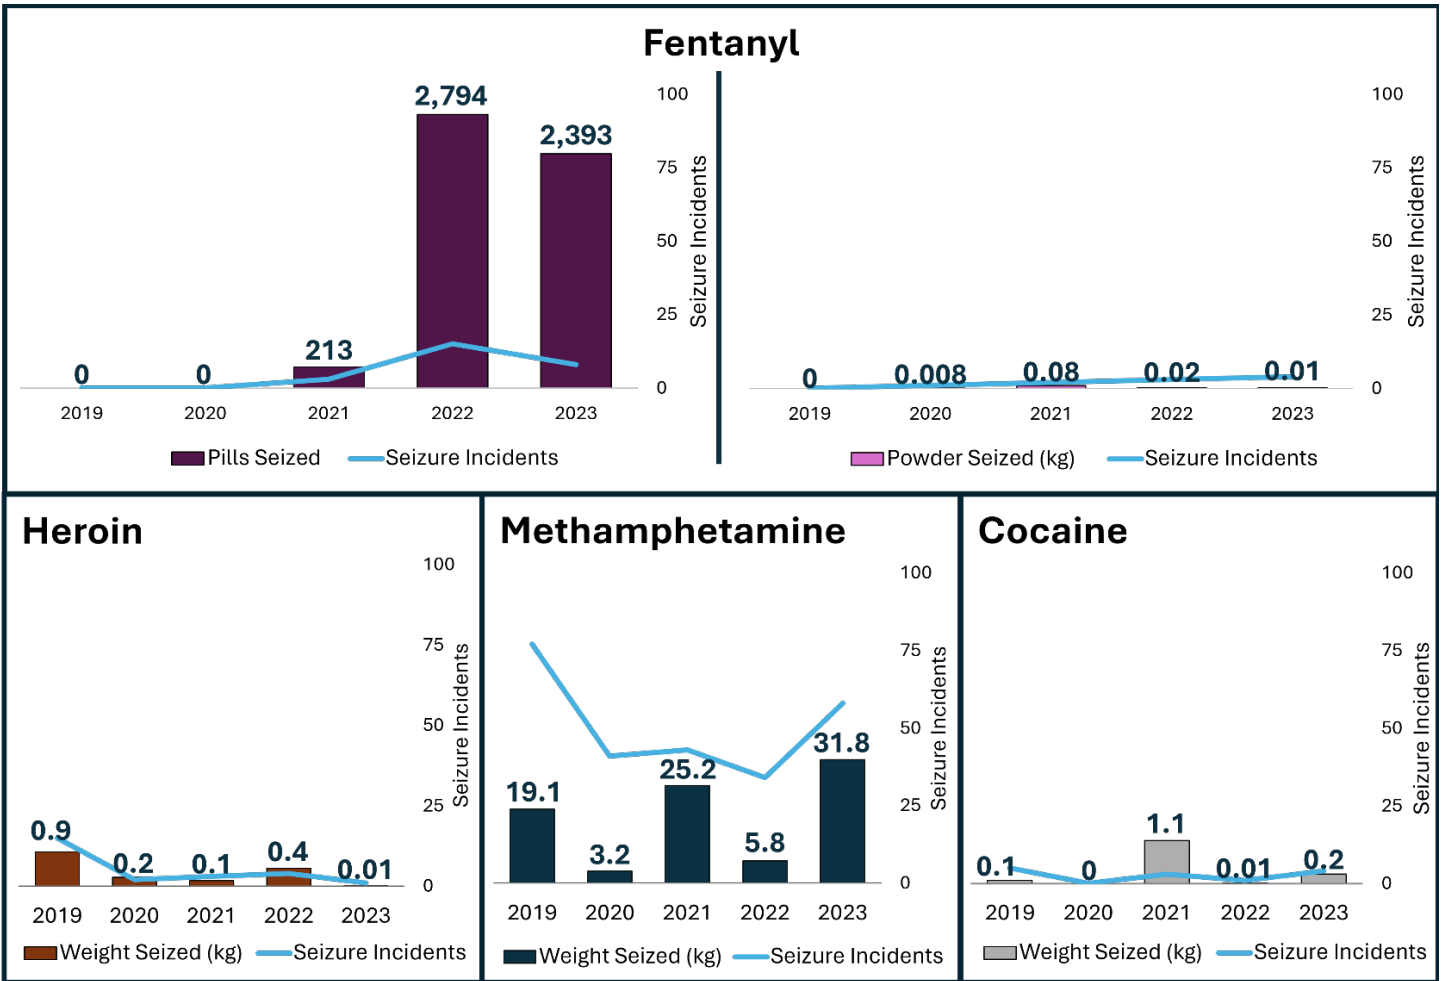 Fentanyl
2,794
2,393
213
0
0
100
75
50
25
0
Seizure Incidents
2019 2020 2021 2022 2023
Pills Seized Seizure Incidents
0
0.008
0.08
0.02
0.01
100
75
50
25
0
Seizure Incidents
2019 2020 2021 2022 2023
Powder Seized (kg) Seizure Incidents
Heroin
100
75
50
25
0
Seizure Incidents
0.9
0.2
0.1
0.4
0.01
2019 2020 2021 2022 2023
Weight Seized (kg) Seizure Incidents
Methamphetamine
100
75
50
25
0
Seizure Incidents
19.1
3.2
25.2
5.8
31.8
2019 2020 2021 2022 2023
Weight Seized (kg) Seizure Incidents
Cocaine
100
75
50
25
0
Seizure Incidents
0.1
0
1.1
0.01
0.2
2019 2020 2021 2022 2023
Weight Seized (kg) Seizure Incidents